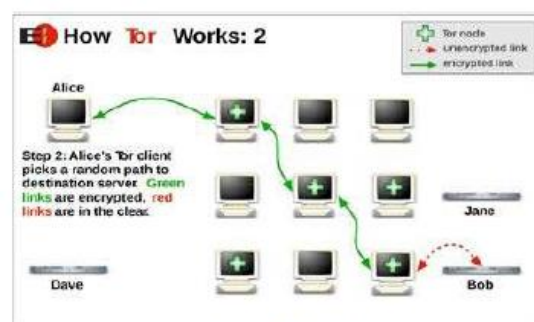 EFF How Tor Works: 2
Tor node
unencrypted link
encrypted link
Alice
Step 2: Alice's Tor client
picks a random path to
destination server. Green
links are encrypted, red
links are in the clear.
Jane
Dave
Bob